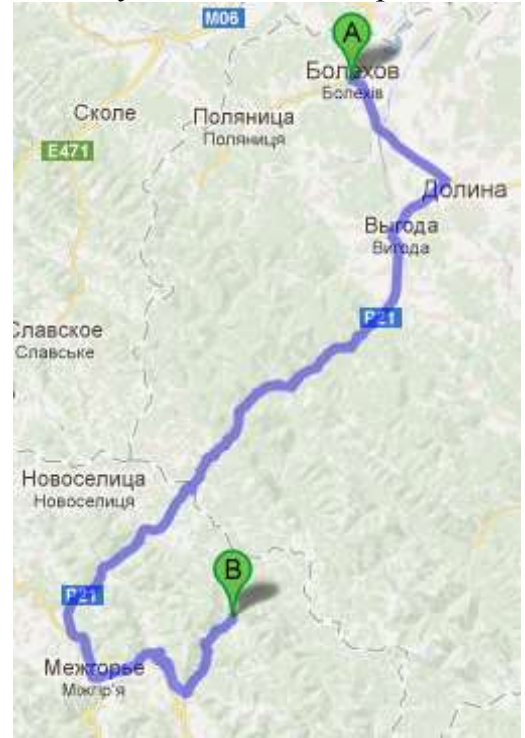 M06
A
Болехов
Болехів
Сколе
Поляница
Поляниця
E471
Долина
Выгода
Вигода
P21
Славское
Славське
Новоселица
Новоселиця
B
P21
Межгорье
Міжгір'я